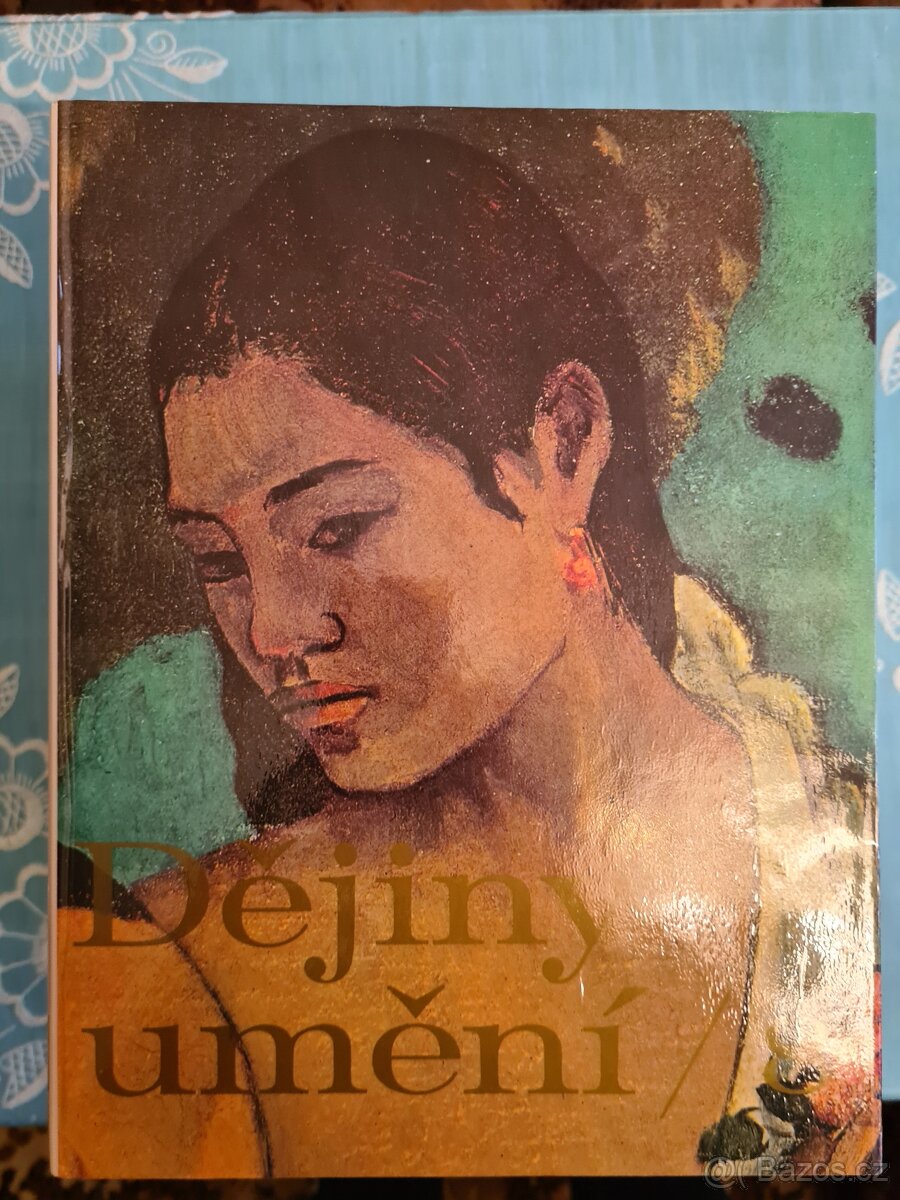 Dějiny
umění / 8
@( Bazos.cz